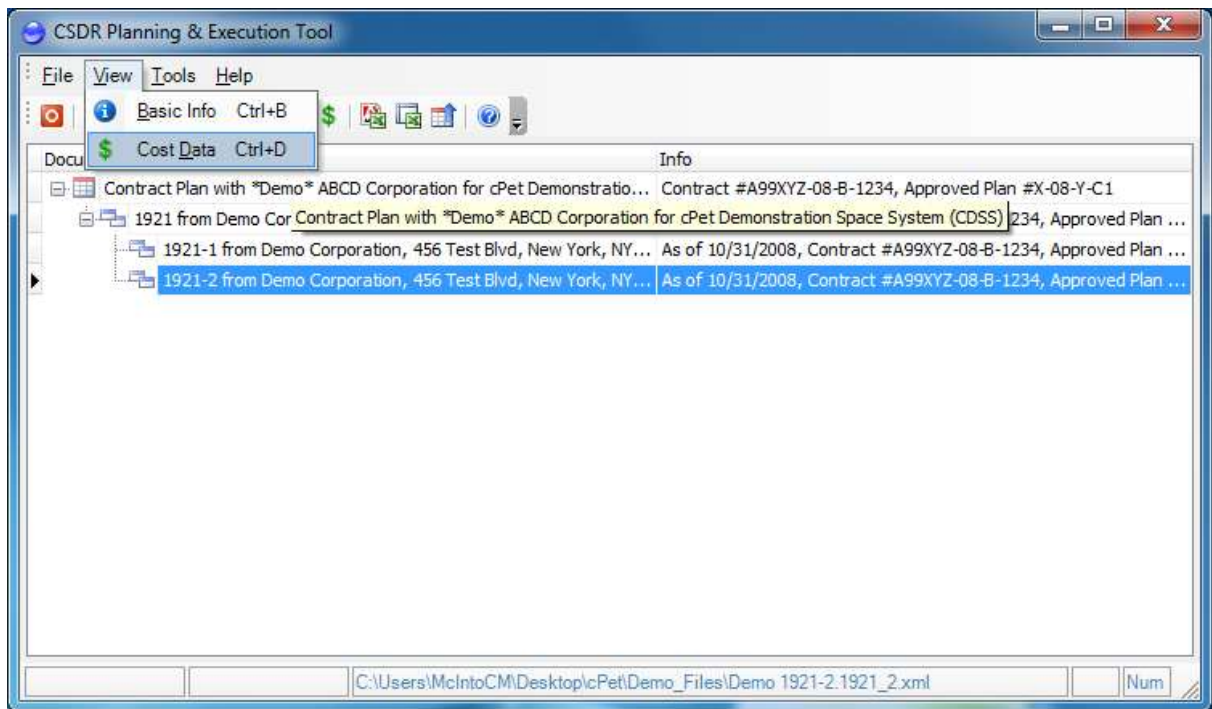 CSDR Planning & Execution Tool
File View Tools Help
Basic Info Ctrl+B
Cost Data Ctrl+D
Docu Info
Contract Plan with *Demo* ABCD Corporation for cPet Demonstratio... Contract #A99XYZ-08-B-1234, Approved Plan #X-08-Y-C1
1921 from Demo Cor Contract Plan with *Demo* ABCD Corporation for cPet Demonstration Space System (CDSS) 234, Approved Plan ...
1921-1 from Demo Corporation, 456 Test Blvd, New York, NY... As of 10/31/2008, Contract #A99XYZ-08-B-1234, Approved Plan ...
1921-2 from Demo Corporation, 456 Test Blvd, New York, NY... As of 10/31/2008, Contract #A99XYZ-08-B-1234, Approved Plan ...
C:\Users\McIntoCM\Desktop\cPet\Demo_Files\Demo 1921-2.1921_2.xml Num